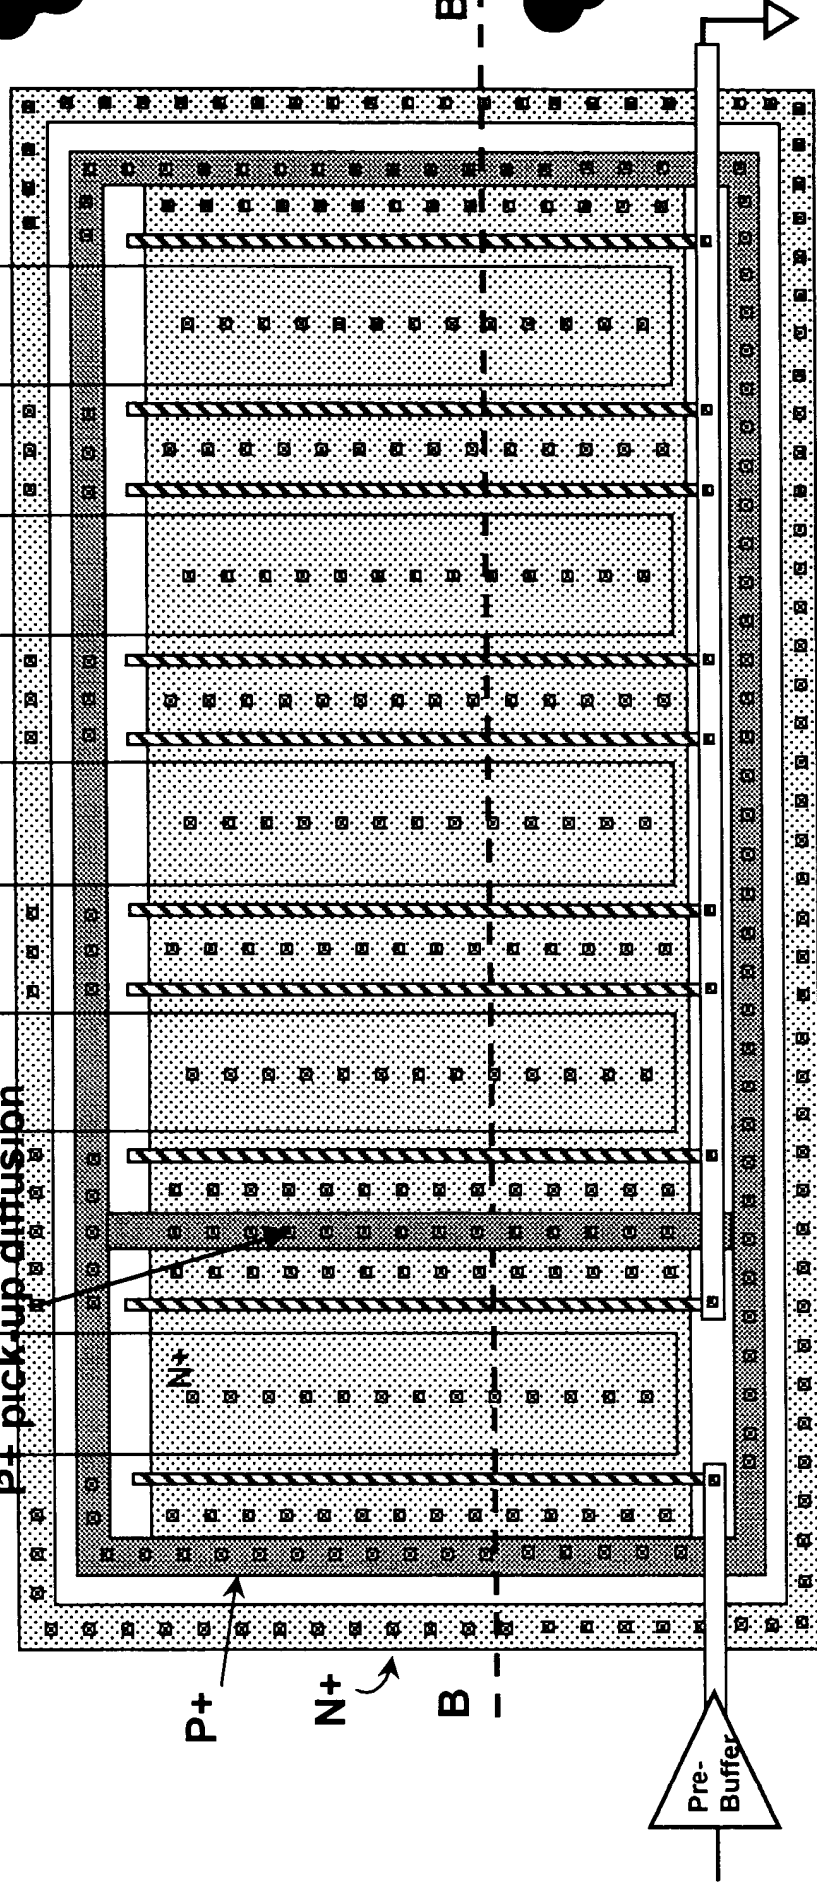 B
P+ pick-up diffusion
N+
P+
N+
B
Pre-
Buffer